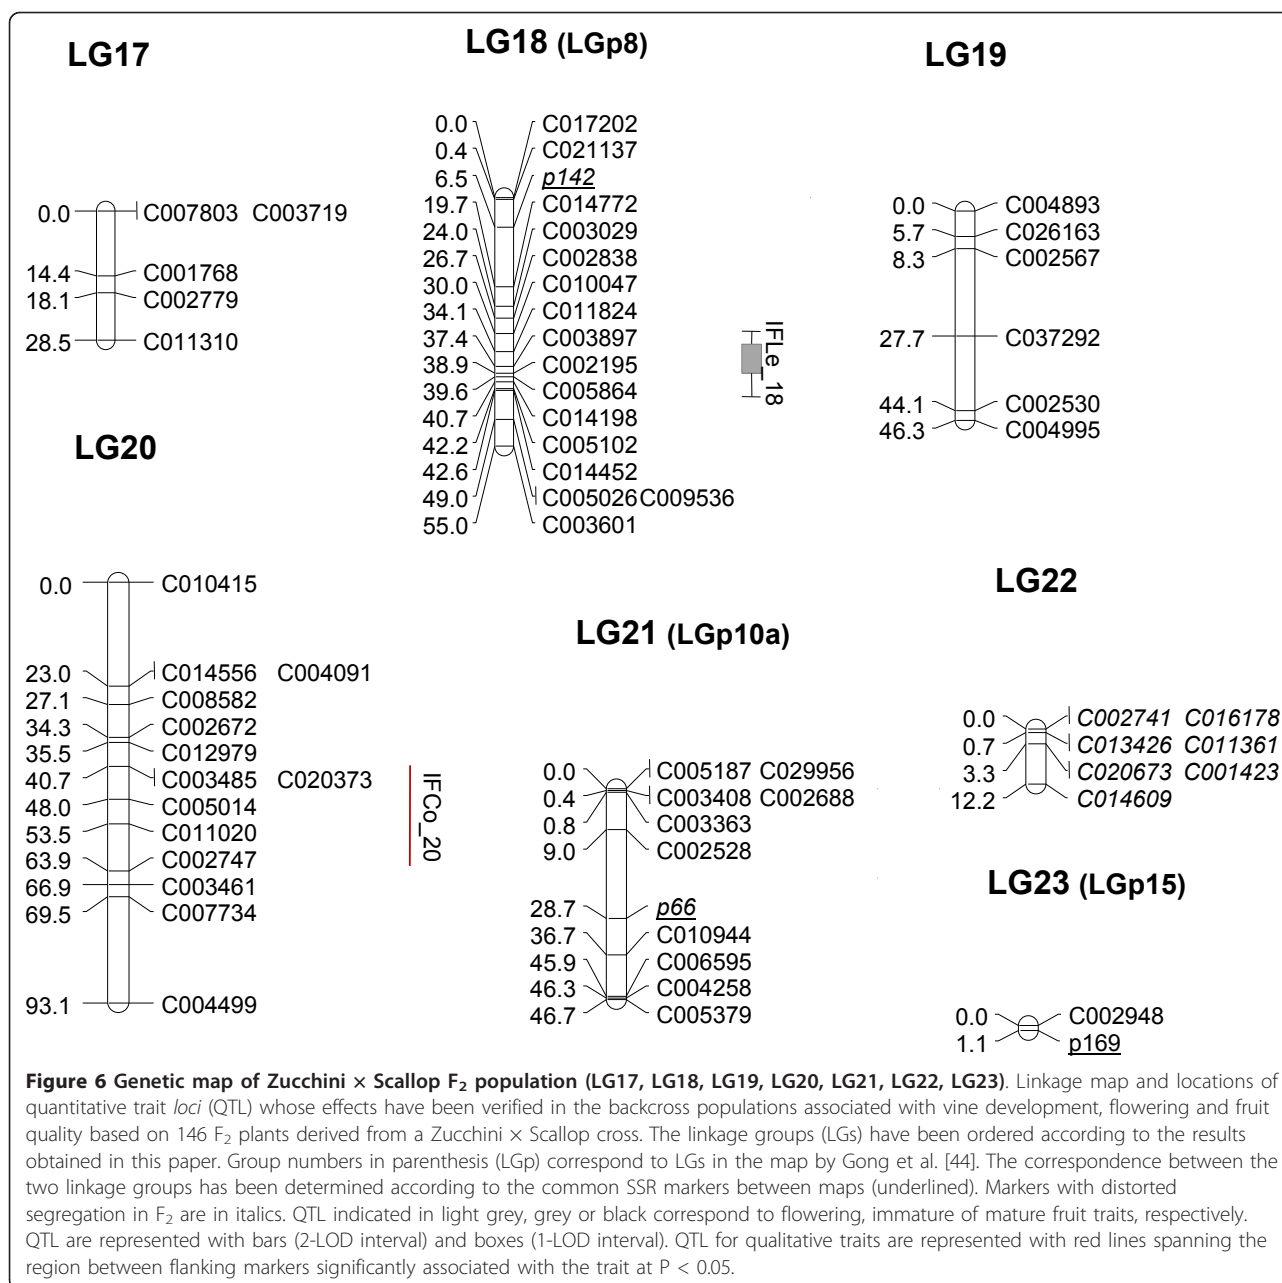 LG17
0.0 C007803 C003719
14.4 C001768
18.1 C002779
28.5 C011310
LG18 (LGp8)
0.0 C017202
0.4 C021137
6.5 p142
19.7 C014772
24.0 C003029
26.7 C002838
30.0 C010047
34.1 C011824
37.4 C003897
38.9 C002195
39.6 C005864
40.7 C014198
42.2 C005102
42.6 C014452
49.0 C005026 C009536
55.0 C003601
IFLe_18
LG19
0.0 C004893
5.7 C026163
8.3 C002567
27.7 C037292
44.1 C002530
46.3 C004995
LG20
0.0 C010415
23.0 C014556 C004091
27.1 C008582
34.3 C002672
35.5 C012979
40.7 C003485 C020373
48.0 C005014
53.5 C011020
63.9 C002747
66.9 C003461
69.5 C007734
93.1 C004499
IFCo_20
LG21 (LGp10a)
0.0 C005187 C029956
0.4 C003408 C002688
0.8 C003363
9.0 C002528
28.7 p66
36.7 C010944
45.9 C006595
46.3 C004258
46.7 C005379
LG22
0.0 C002741 C016178
0.7 C013426 C011361
3.3 C020673 C001423
12.2 C014609
LG23 (LGp15)
0.0 C002948
1.1 p169
Figure 6 Genetic map of Zucchini × Scallop F₂ population (LG17, LG18, LG19, LG20, LG21, LG22, LG23). Linkage map and locations of
quantitative trait loci (QTL) whose effects have been verified in the backcross populations associated with vine development, flowering and fruit
quality based on 146 F₂ plants derived from a Zucchini × Scallop cross. The linkage groups (LGs) have been ordered according to the results
obtained in this paper. Group numbers in parenthesis (LGp) correspond to LGs in the map by Gong et al. [44]. The correspondence between the
two linkage groups has been determined according to the common SSR markers between maps (underlined). Markers with distorted
segregation in F₂ are in italics. QTL indicated in light grey, grey or black correspond to flowering, immature of mature fruit traits, respectively.
QTL are represented with bars (2-LOD interval) and boxes (1-LOD interval). QTL for qualitative traits are represented with red lines spanning the
region between flanking markers significantly associated with the trait at P < 0.05.